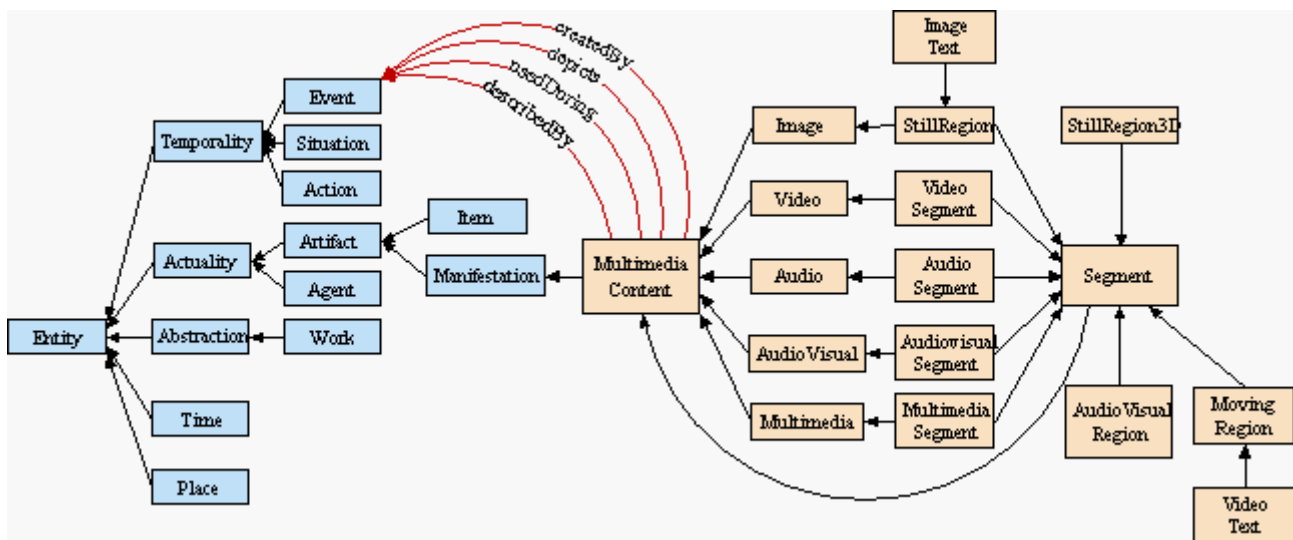 Image
Text
createdBy
depicts
usedDuring
describedBy
Event
Temporality
Situation
Action
Image
StillRegion
StillRegion3D
Video
Video
Segment
Item
Artifact
Actuality
Manifestation
Agent
Multimedia
Content
Audio
Audio
Segment
Segment
Entity
Abstraction
Work
AudioVisual
Audiovisual
Segment
Time
Multimedia
Multimedia
Segment
AudioVisual
Region
Moving
Region
Place
Video
Text